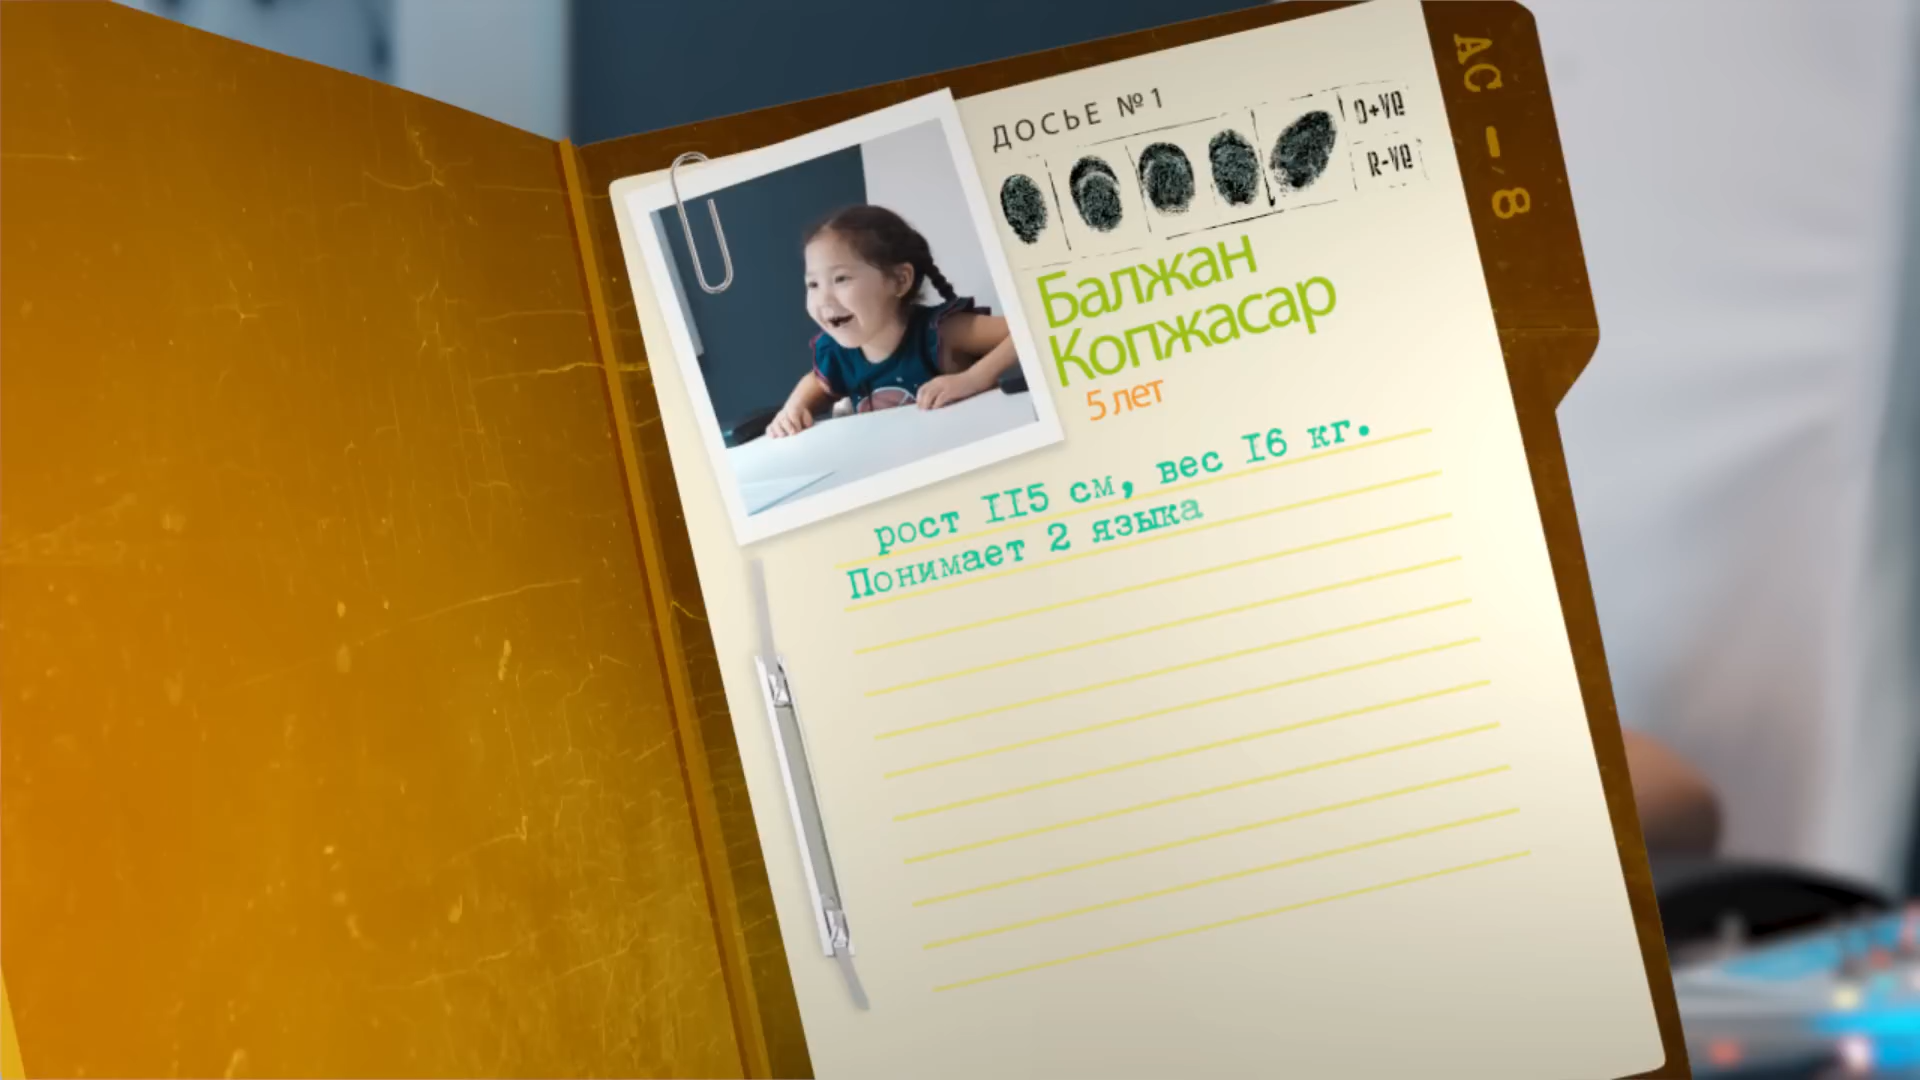 ДОСЬЕ №1
O+Ve
R-Ve
AC - 8
Балжан
Копжасар
5 лет
рост 115 см, вес 16 кг.
Понимает 2 языка